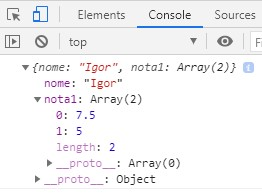 Elements Console Sources
top
▼ {nome: "Igor", nota1: Array(2)}
nome: "Igor"
▼ nota1: Array(2)
0: 7.5
1: 5
length: 2
▶ __proto__: Array(0)
▶ __proto__: Object